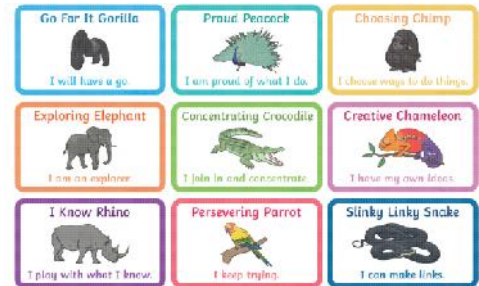 Go For It Gorilla
I will have a go.
Proud Peacock
I am proud of what I do.
Choosing Chimp
I choose ways to do things.
Exploring Elephant
I am an explorer.
Concentrating Crocodile
I join in and concentrate.
Creative Chameleon
I have my own ideas.
I Know Rhino
I play with what I know.
Persevering Parrot
I keep trying.
Slinky Linky Snake
I can make links.